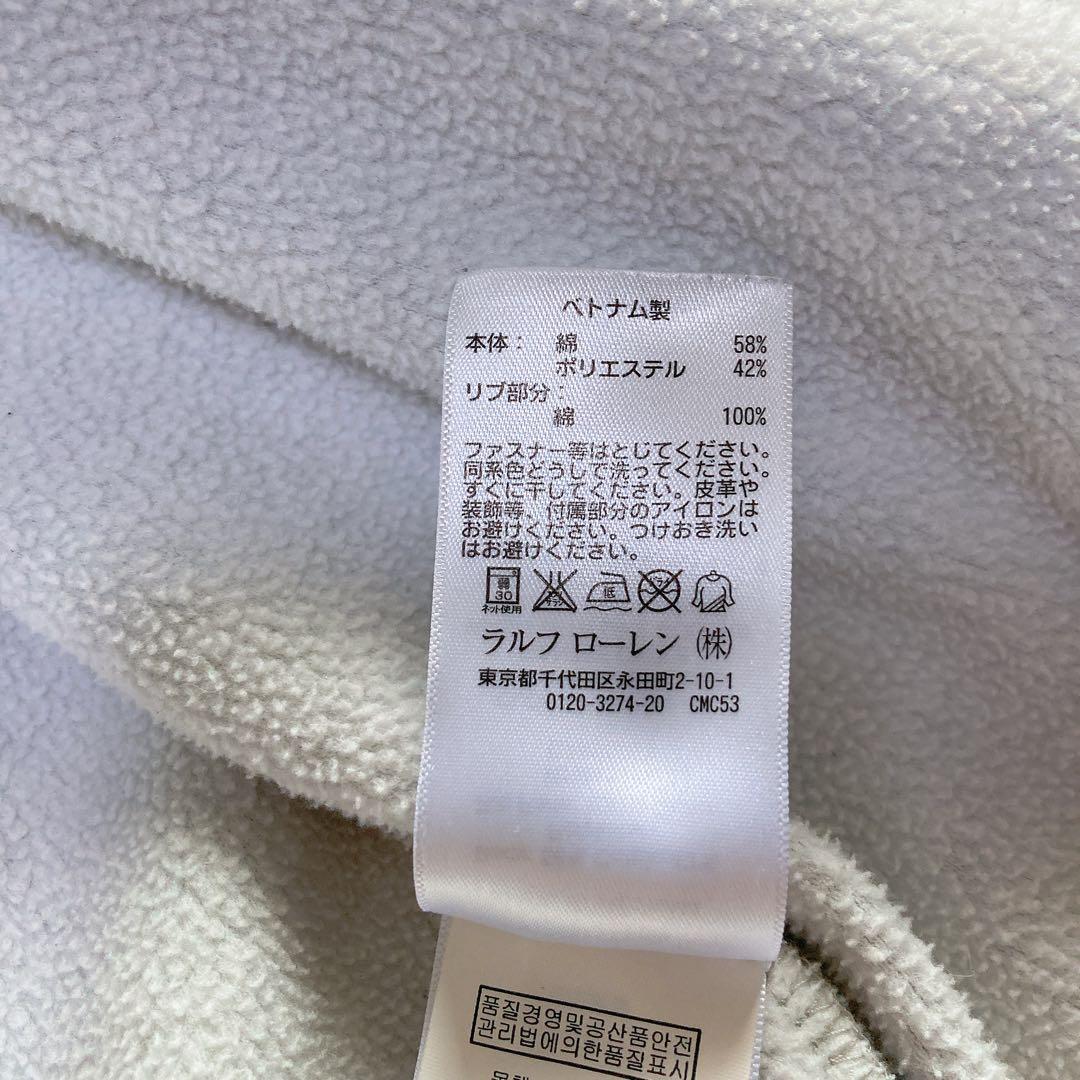 ベトナム製
本体: 綿 58%
ポリエステル 42%
リブ部分:
綿 100%
ファスナー等はとじてください。
同系色どうしで洗ってください。
すぐに干してください。皮革や
装飾等、付属部分のアイロンは
お避けください。つけおき洗い
はお避けください。
弱 30 低
ネット使用
ラルフ ローレン (株)
東京都千代田区永田町2-10-1
0120-3274-20 CMC53
품질경영및공산품안전
관리법에의한품질표시